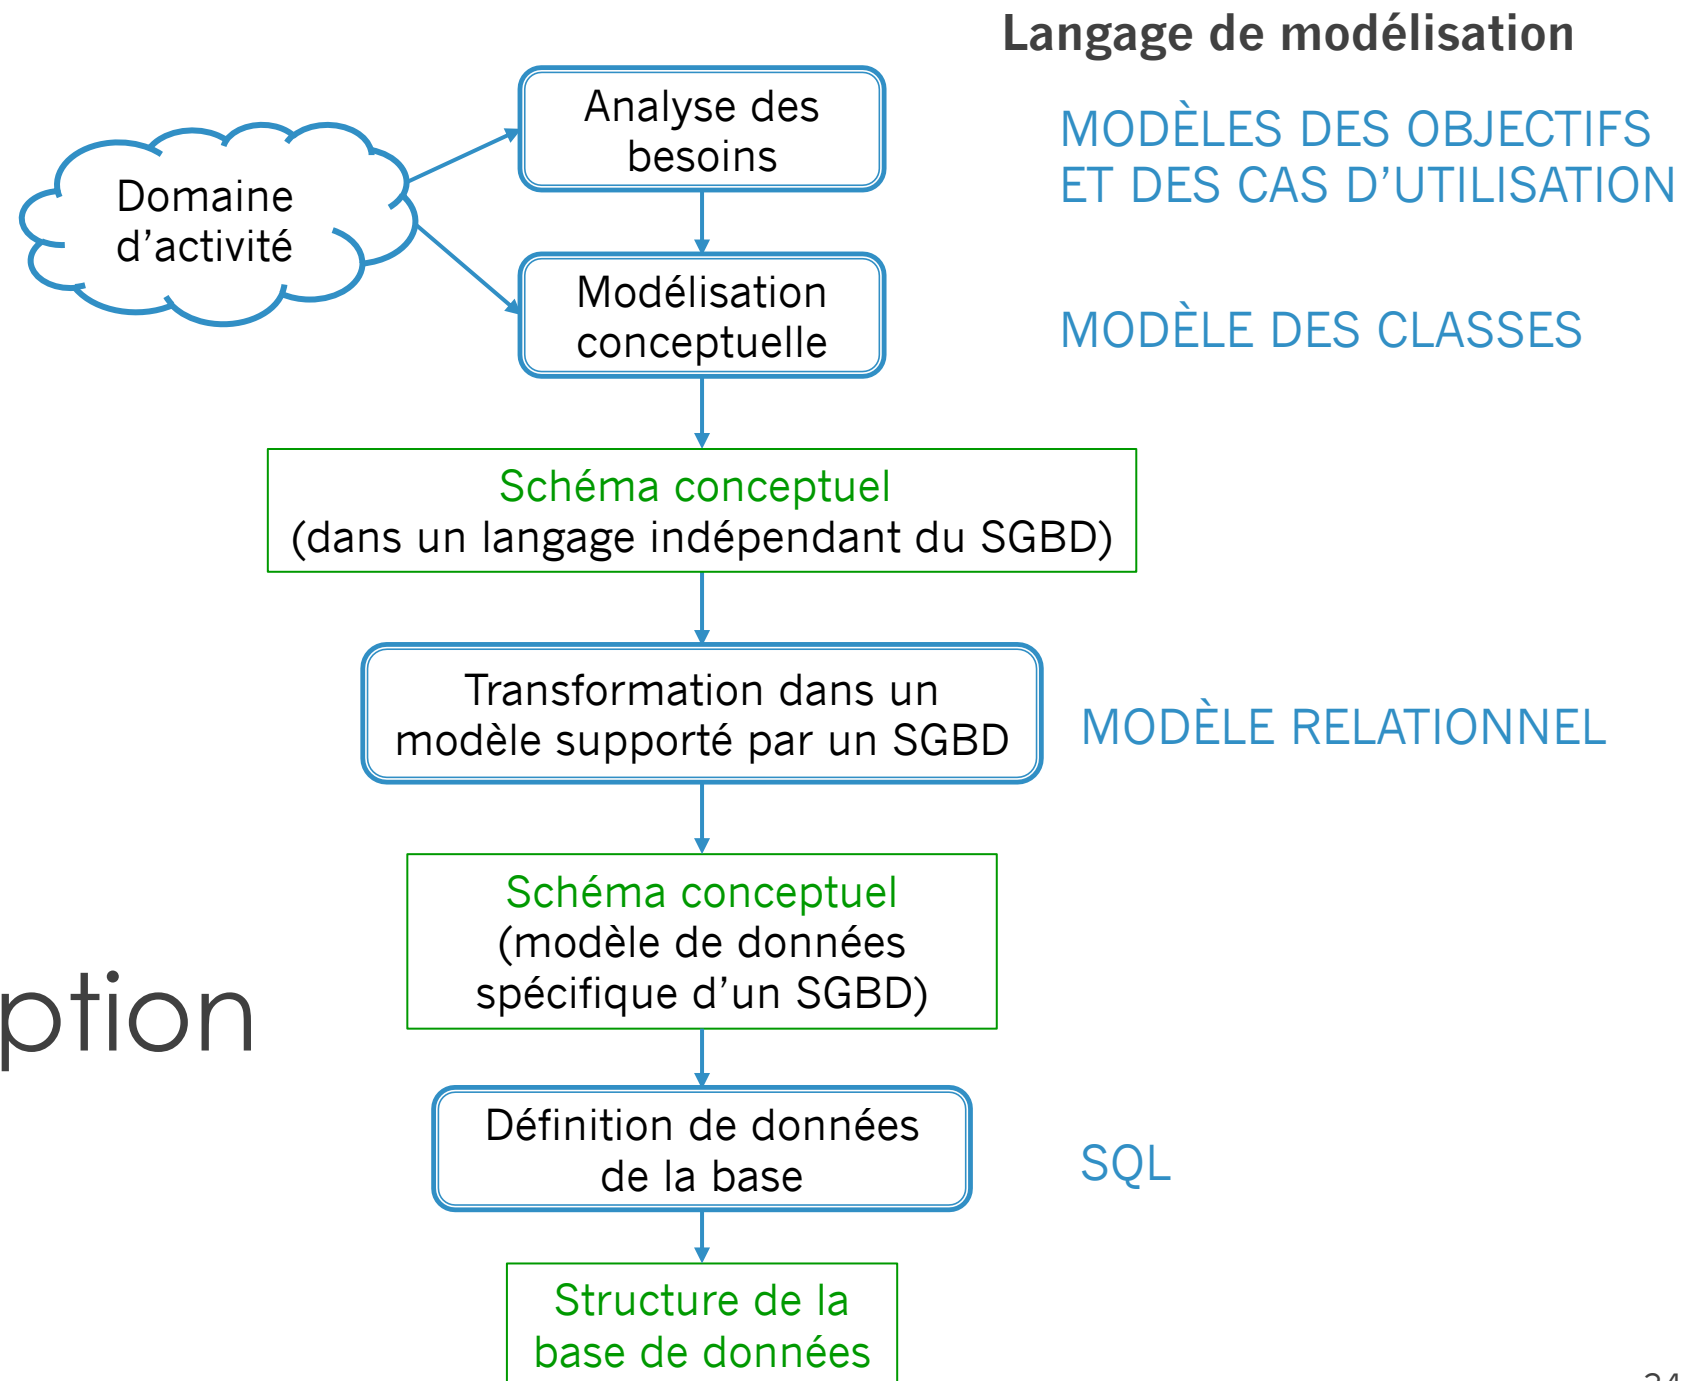 Langage de modélisation
Analyse des
besoins
MODÈLES DES OBJECTIFS
ET DES CAS D’UTILISATION
Domaine
d’activité
Modélisation
conceptuelle
MODÈLE DES CLASSES
Schéma conceptuel
(dans un langage indépendant du SGBD)
Transformation dans un
modèle supporté par un SGBD
MODÈLE RELATIONNEL
Schéma conceptuel
(modèle de données
spécifique d’un SGBD)
ption
Définition de données
de la base
SQL
Structure de la
base de données